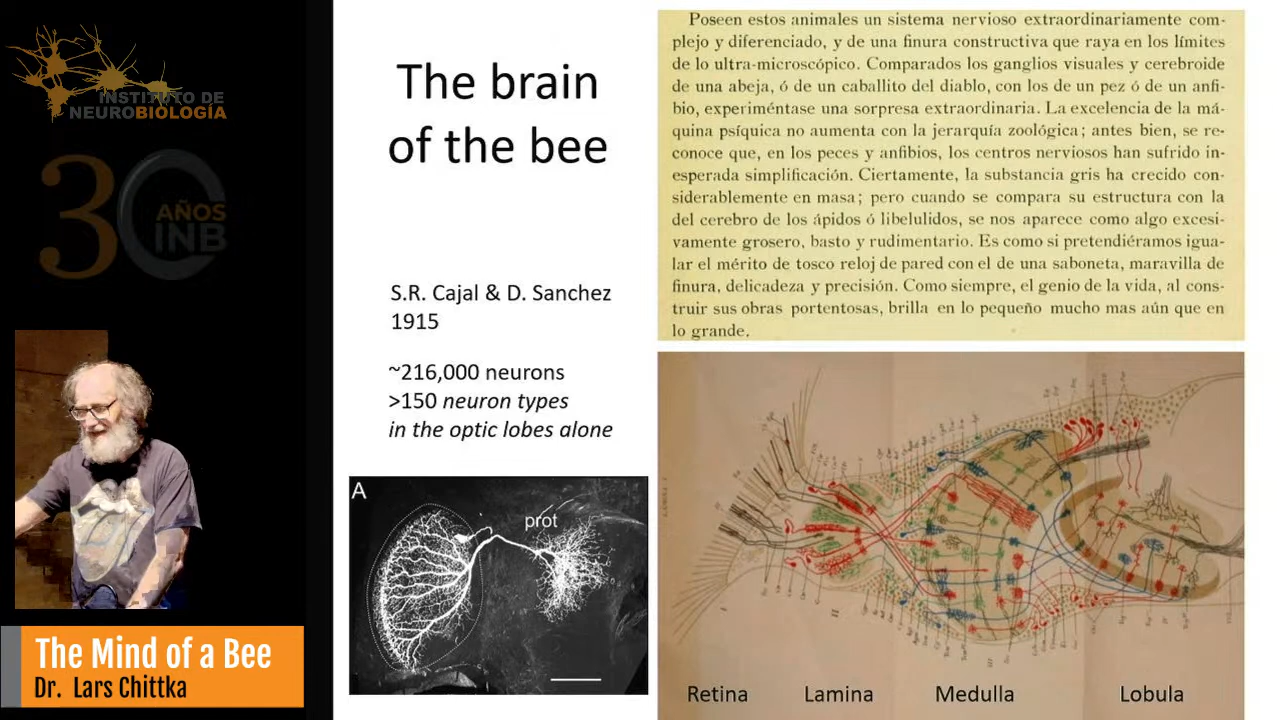 INSTITUTO DE
NEUROBIOLOGÍA
30
AÑOS
INB
The Mind of a Bee
Dr. Lars Chittka
The brain
of the bee
S.R. Cajal & D. Sanchez
1915
~216,000 neurons
>150 neuron types
in the optic lobes alone
A
prot
Poseen estos animales un sistema nervioso extraordinariamente com-
plejo y diferenciado, y de una finura constructiva que raya en los límites
de lo ultra-microscópico. Comparados los ganglios visuales y cerebroide
de una abeja, ó de un caballito del diablo, con los de un pez ó de un anfi-
bio, experiméntase una sorpresa extraordinaria. La excelencia de la má-
quina psíquica no aumenta con la jerarquía zoológica; antes bien, se re-
conoce que, en los peces y anfibios, los centros nerviosos han sufrido in-
esperada simplificación. Ciertamente, la substancia gris ha crecido con-
siderablemente en masa; pero cuando se compara su estructura con la
del cerebro de los ápidos ó libelulidos, se nos aparece como algo excesi-
vamente grosero, basto y rudimentario. Es como si pretendiéramos igua-
lar el mérito de tosco reloj de pared con el de una saboneta, maravilla de
finura, delicadeza y precisión. Como siempre, el genio de la vida, al cons-
truir sus obras portentosas, brilla en lo pequeño mucho mas aún que en
lo grande.
I
II
III
Retina
Lamina
Medulla
Lobula